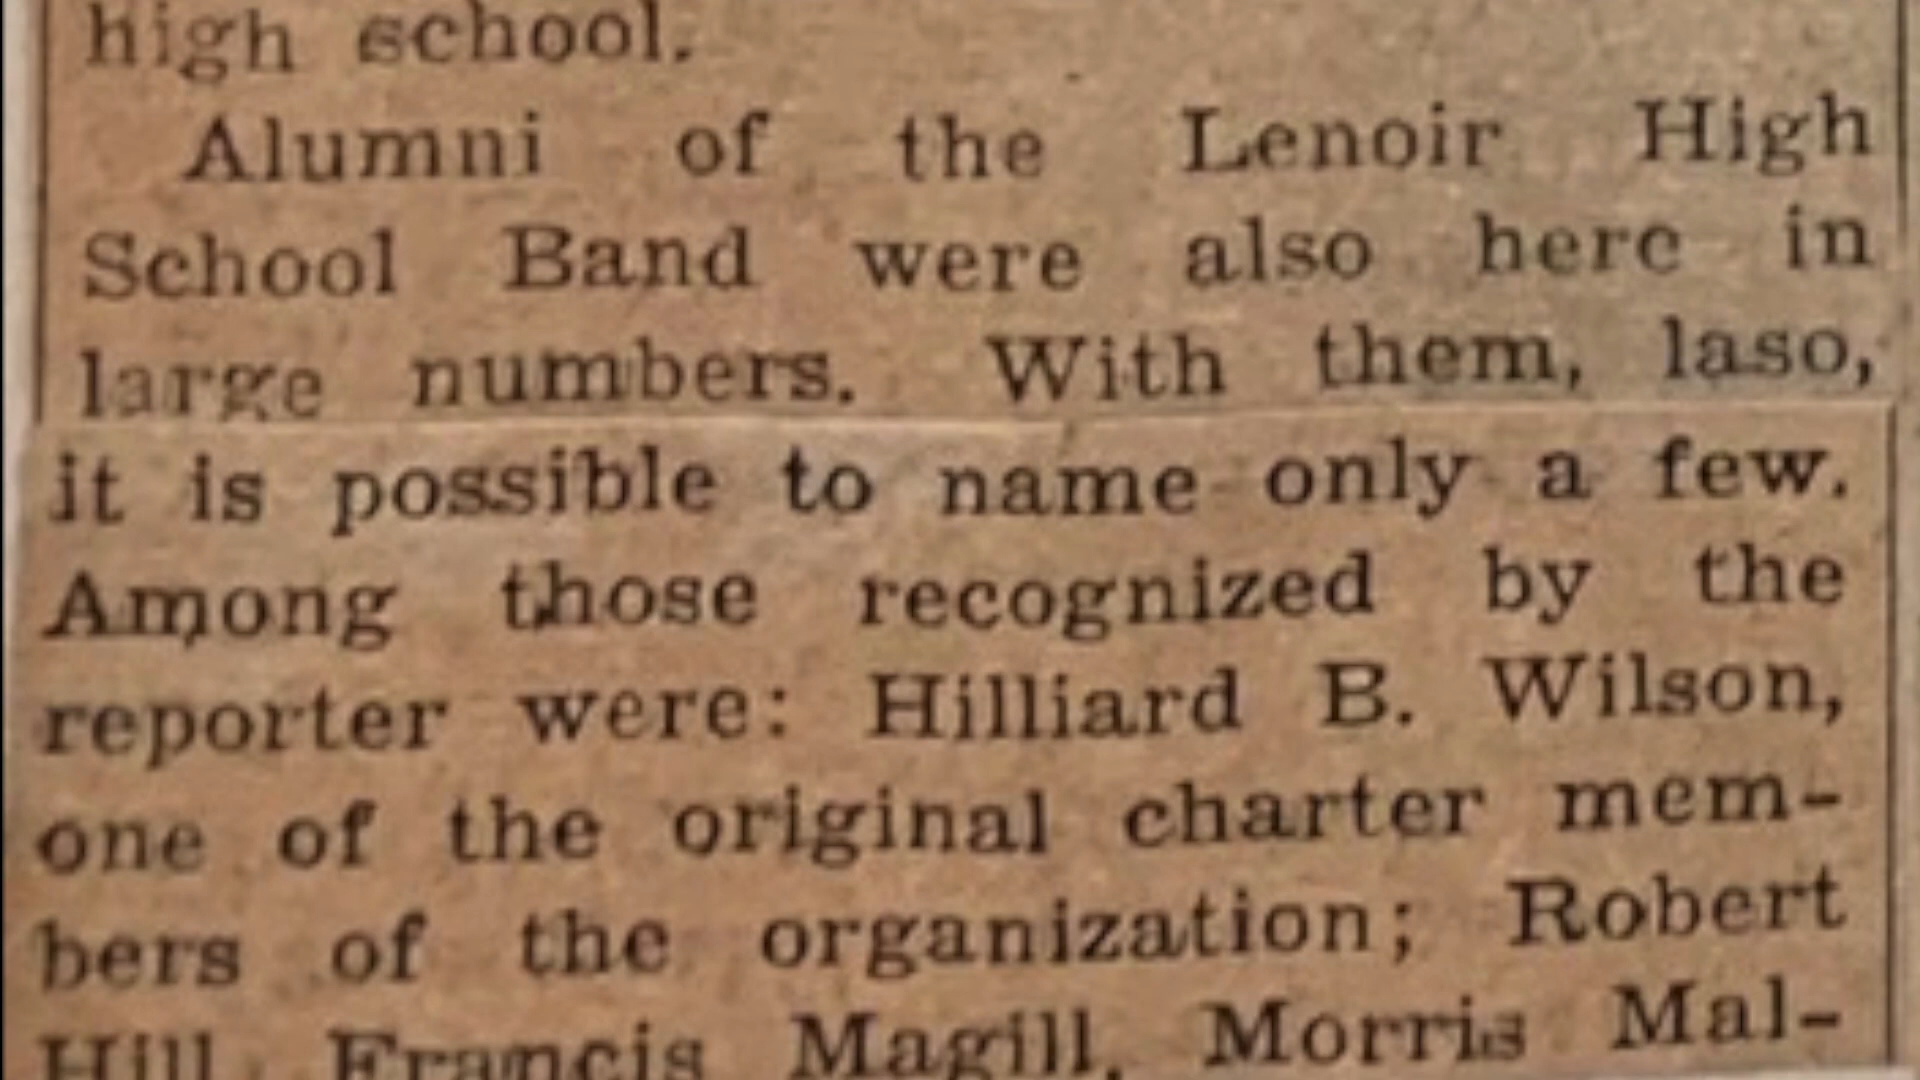 high school.
Alumni of the Lenoir High
School Band were also here in
large numbers. With them, laso,
it is possible to name only a few.
Among those recognized by the
reporter were: Hilliard B. Wilson,
one of the original charter mem-
bers of the organization; Robert
Hill, Francis Magill, Morris Mal-